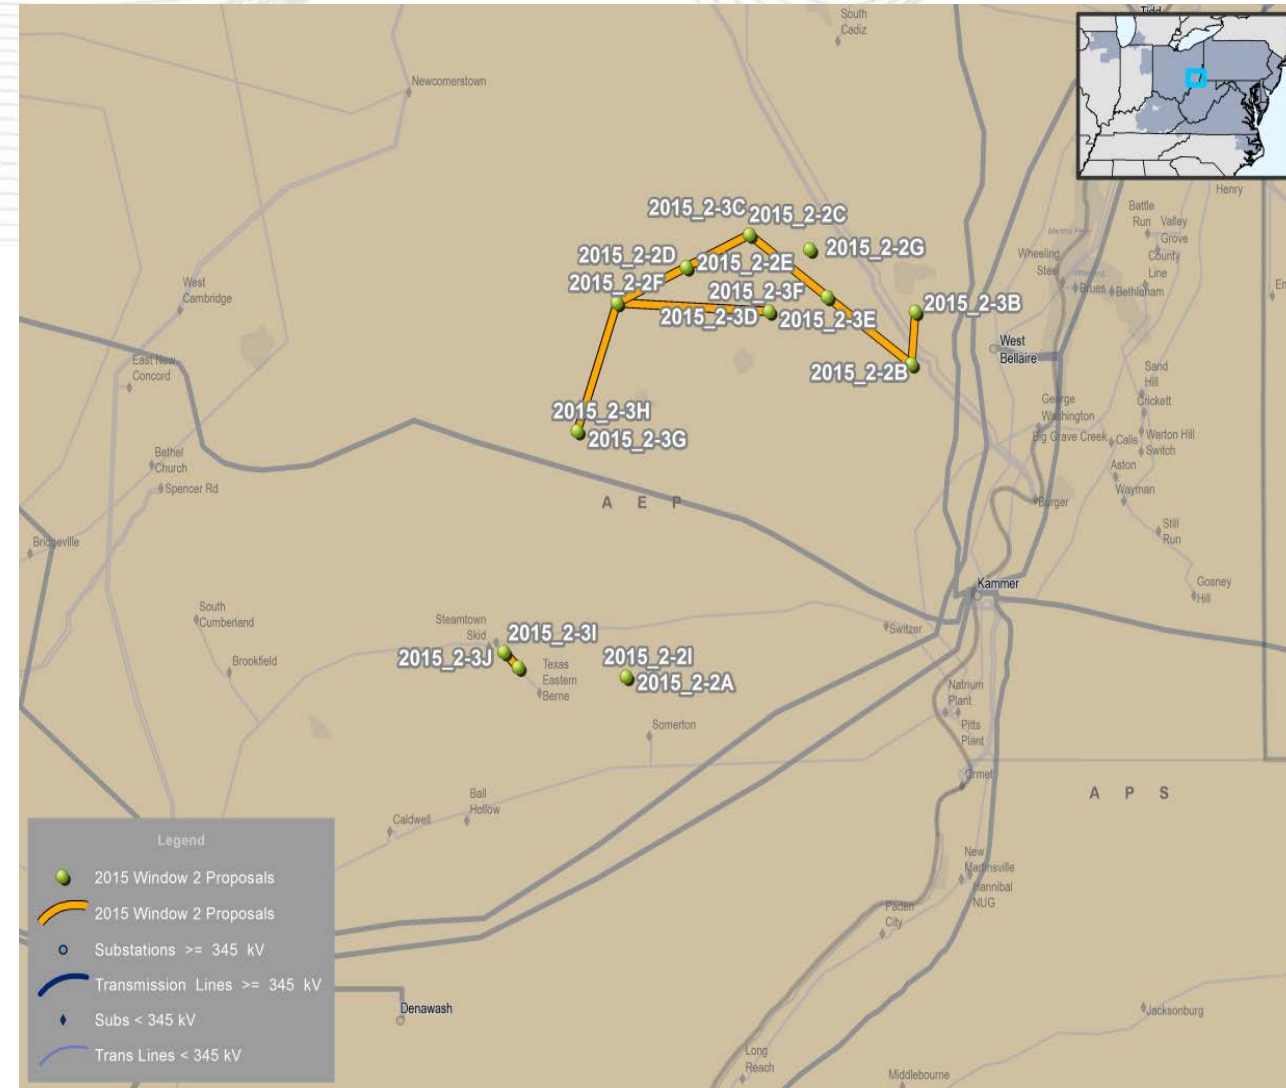 Tidd
South
Cadiz
Newcomerstown
Henry
Battle
Run
Valley
Grove
2015_2-3C
2015_2-2C
2015_2-2G
Wheeling
Steel
County
Line
2015_2-2D
2015_2-2E
Wheeling
Brues
Bethleham
2015_2-2F
2015_2-3F
2015_2-3B
West
Cambridge
2015_2-3D
2015_2-3E
West
Bellaire
East New
Concord
2015_2-2B
Sand
Hill
Crickett
George
Washington
2015_2-3H
2015_2-3G
Big Grave Creek
Calis
Warton Hill
Switch
Bethel
Church
Aston
Spencer Rd
Wayman
A E P
Burger
Still
Run
Bridgeville
Kammer
Gosney
Hill
South
Cumberland
Steamtown
Skid
2015_2-3I
Switzer
2015_2-3J
2015_2-2I
Brookfield
Texas
Eastern
Berne
2015_2-2A
Natrium
Plant
Somerton
Pitts
Plant
Ormet
Ball
Hollow
A P S
Caldwell
New
Martinsville
Hannibal
NUG
Paden
City
Denawash
Jacksonburg
Long
Reach
Middlebourne
Legend
2015 Window 2 Proposals
2015 Window 2 Proposals
Substations >= 345 kV
Transmission Lines >= 345 kV
Subs < 345 kV
Trans Lines < 345 kV